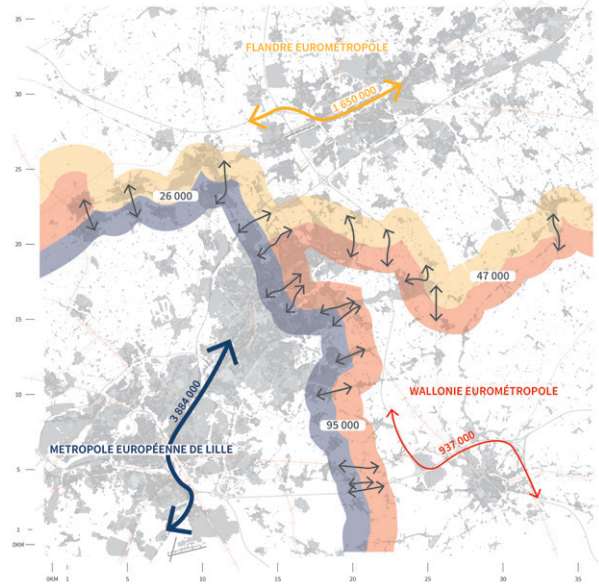 35
FLANDRE EUROMÉTROPOLE
1 650 000
30
25
26 000
20
47 000
15
3 884 000
10
WALLONIE EUROMÉTROPOLE
95 000
937 000
METROPOLE EUROPÉENNE DE LILLE
5
1
0KM
0KM 1 5 10 15 20 25 30 35